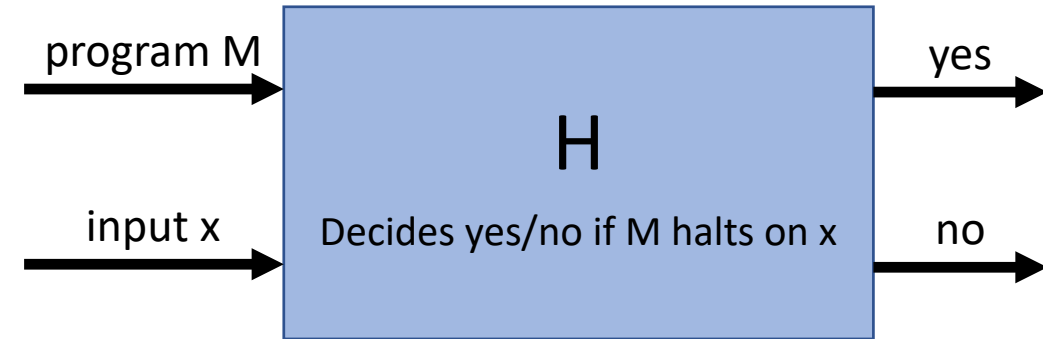 program M
yes
H
input x
Decides yes/no if M halts on x
no